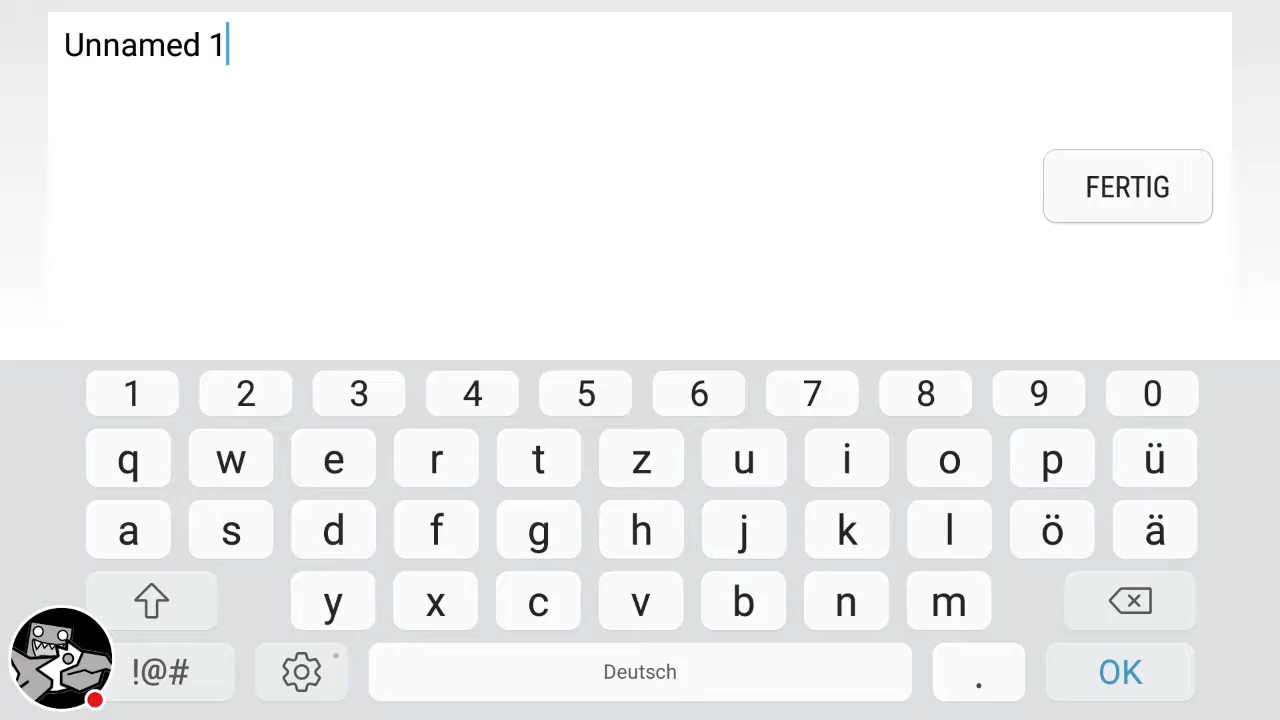 Unnamed 1
FERTIG
1 2 3 4 5 6 7 8 9 0
q w e r t z u i o p ü
a s d f g h j k l ö ä
y x c v b n m
!@# Deutsch . OK